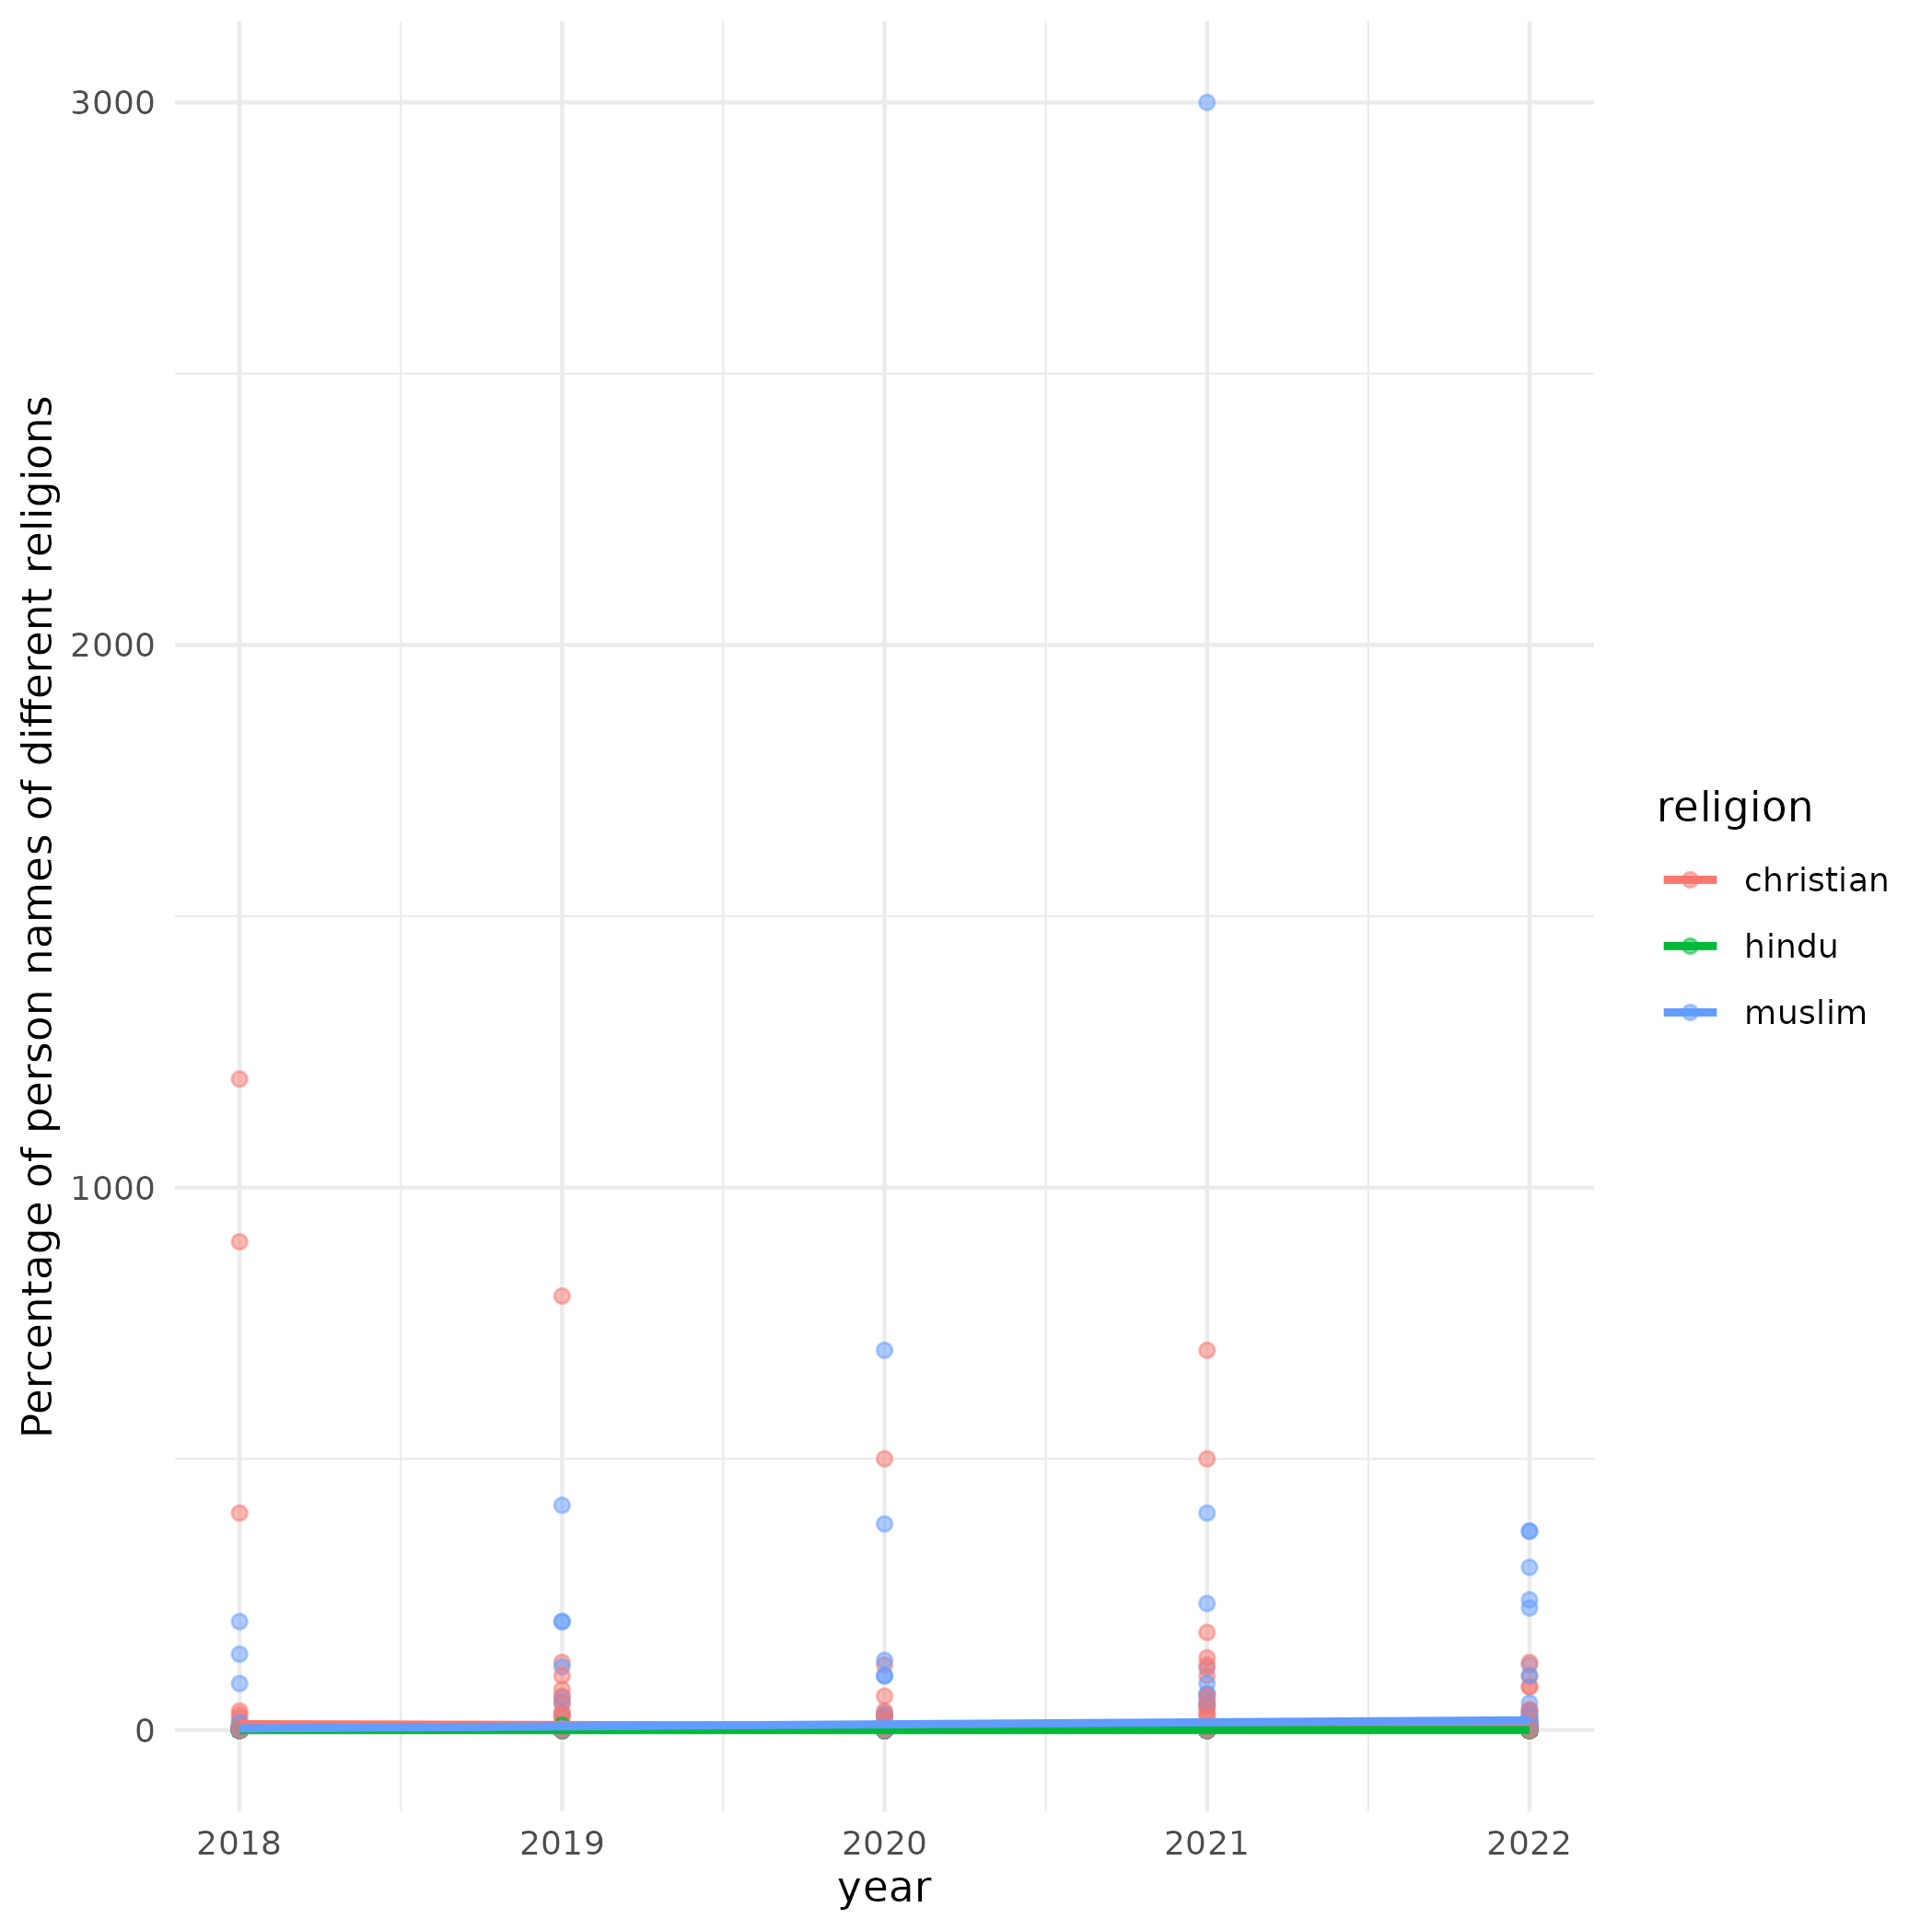 Percentage of person names of different religions
3000
2000
1000
0
2018 2019 2020 2021 2022
year
religion
christian
hindu
muslim